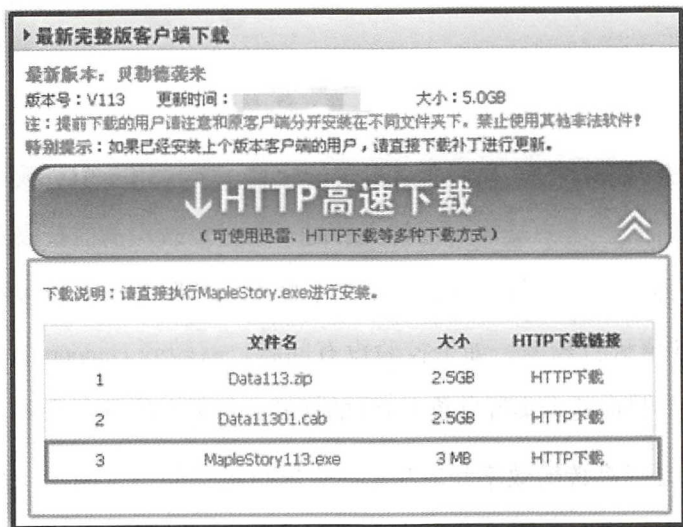 最新完整版客户端下载
最新版本：贝勒德袭来
版本号：V113 更新时间： 大小：5.0GB
注：提前下载的用户请注意和原客户端分开安装在不同文件夹下。禁止使用其他非法软件！
特别提示：如果已经安装上个版本客户端的用户，请直接下载补丁进行更新。
↓HTTP高速下载
（可使用迅雷、HTTP下载等多种下载方式）
下载说明：请直接执行MapleStory.exe进行安装。
文件名 大小 HTTP下载链接
1 Data113.zip 2.5GB HTTP下载
2 Data11301.cab 2.5GB HTTP下载
3 MapleStory113.exe 3 MB HTTP下载